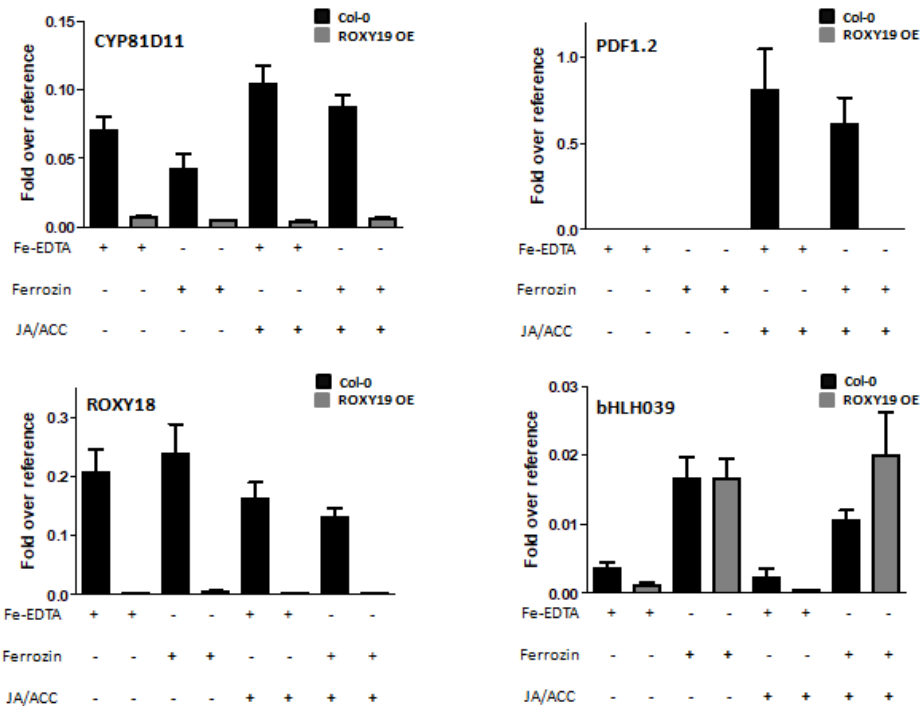 Col-0
ROXY19 OE
CYP81D11
Fold over reference
0.15
0.10
0.05
0.00
Fe-EDTA + + - - + + - -
Ferrozin - - + + - - + +
JA/ACC - - - - + + + +
Col-0
ROXY19 OE
PDF1.2
Fold over reference
1.0
0.5
0.0
Fe-EDTA + + - - + + - -
Ferrozin - - + + - - + +
JA/ACC - - - - + + + +
Col-0
ROXY19 OE
ROXY18
Fold over reference
0.3
0.2
0.1
0.0
Fe-EDTA + + - - + + - -
Ferrozin - - + + - - + +
JA/ACC - - - - + + + +
Col-0
ROXY19 OE
bHLH039
Fold over reference
0.03
0.02
0.01
0.00
Fe-EDTA + + - - + + - -
Ferrozin - - + + - - + +
JA/ACC - - - - + + + +